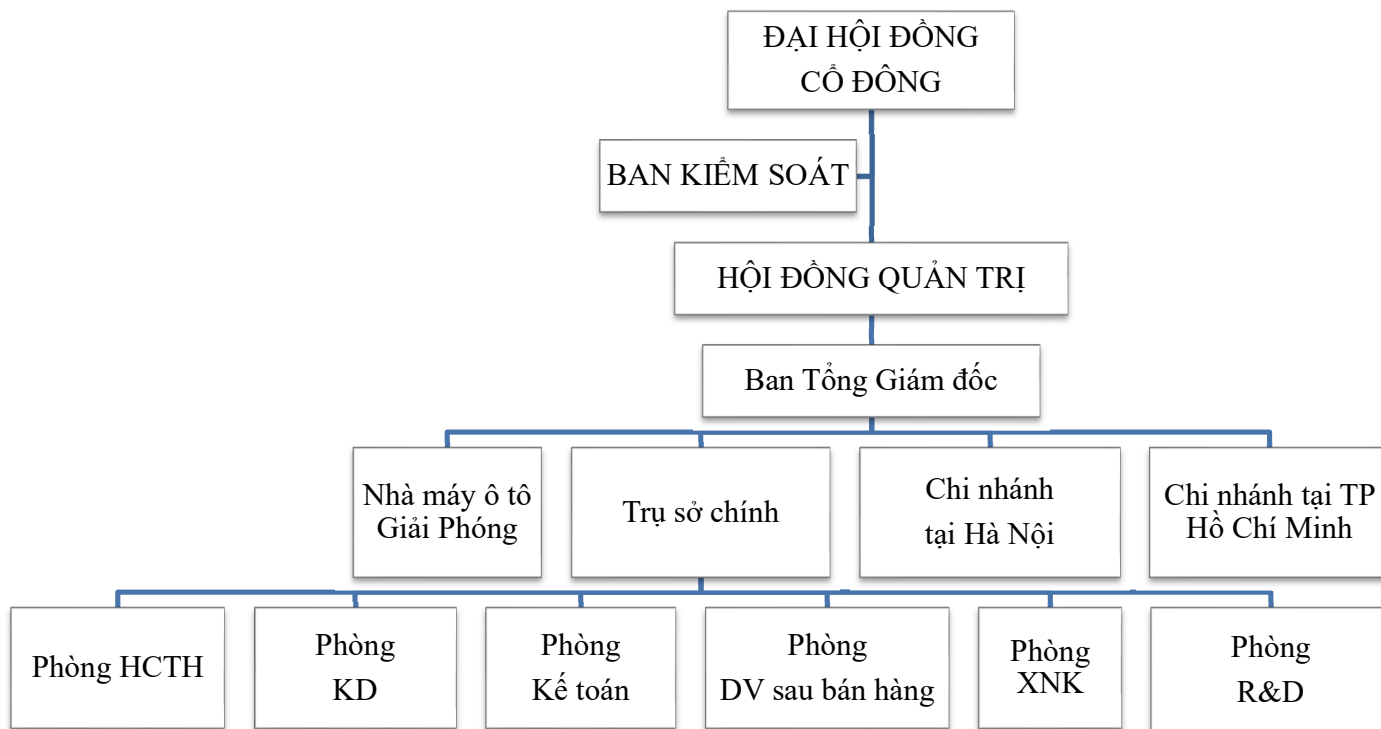 ĐẠI HỘI ĐỒNG
CỔ ĐÔNG
BAN KIỂM SOÁT
HỘI ĐỒNG QUẢN TRỊ
Ban Tổng Giám đốc
Nhà máy ô tô
Giải Phóng
Trụ sở chính
Chi nhánh
tại Hà Nội
Chi nhánh tại TP
Hồ Chí Minh
Phòng HCTH
Phòng
KD
Phòng
Kế toán
Phòng
DV sau bán hàng
Phòng
XNK
Phòng
R&D